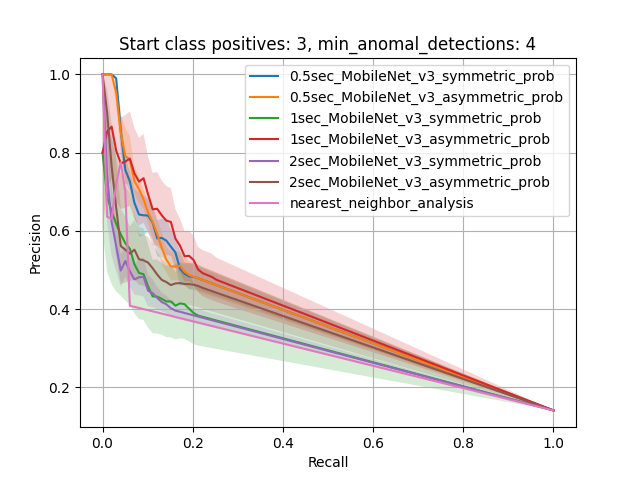 Start class positives: 3, min_anomal_detections: 4
1.0
0.8
0.6
0.4
0.2
Precision
0.5sec_MobileNet_v3_symmetric_prob
0.5sec_MobileNet_v3_asymmetric_prob
1sec_MobileNet_v3_symmetric_prob
1sec_MobileNet_v3_asymmetric_prob
2sec_MobileNet_v3_symmetric_prob
2sec_MobileNet_v3_asymmetric_prob
nearest_neighbor_analysis
0.0 0.2 0.4 0.6 0.8 1.0
Recall